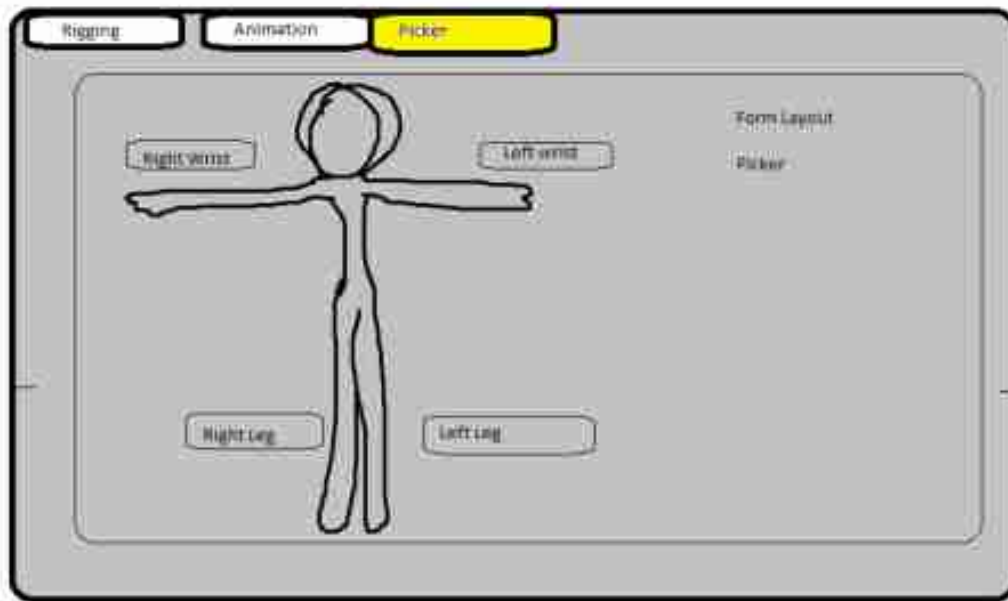 Rigging
Animation
Picker
Form Layout
Right Wrist
Left wrist
Picker
Right Leg
Left Leg